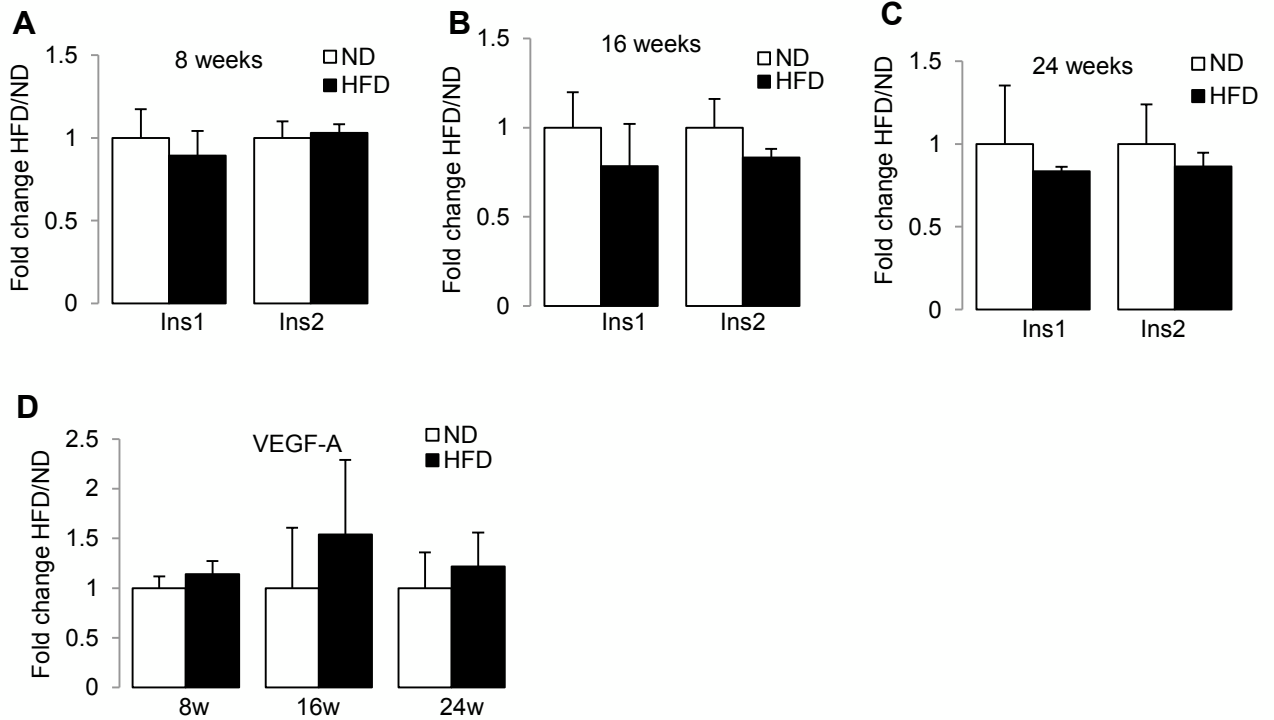 A
8 weeks
ND
HFD
Fold change HFD/ND
1.5
1
0.5
0
Ins1 Ins2
B
16 weeks
ND
HFD
Fold change HFD/ND
1.5
1
0.5
0
Ins1 Ins2
C
24 weeks
ND
HFD
Fold change HFD/ND
1.5
1
0.5
0
Ins1 Ins2
D
VEGF-A
ND
HFD
Fold change HFD/ND
2.5
2
1.5
1
0.5
0
8w 16w 24w